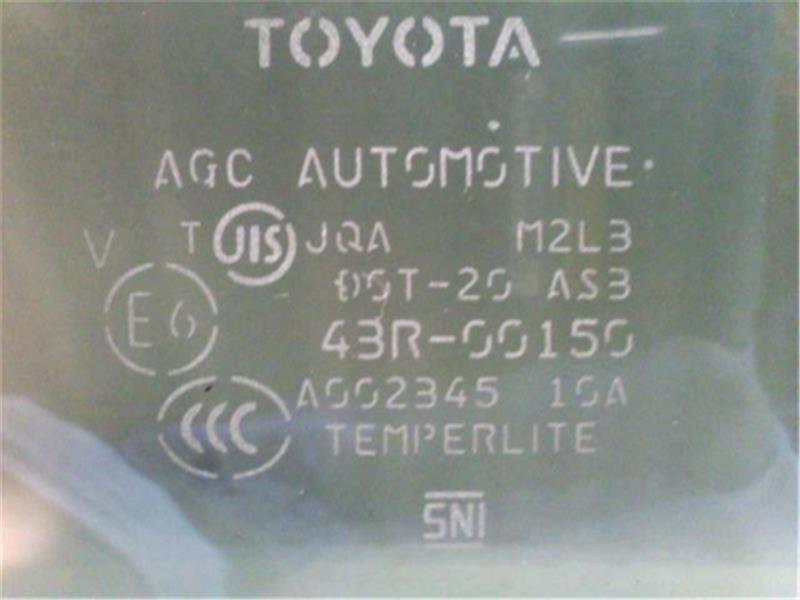 TOYOTA
AGC AUTOMOTIVE
V T JIS JQA M2L3
DOT-20 AS3
E6 43R-00150
CCC A002345 10A
TEMPERLITE
SNI